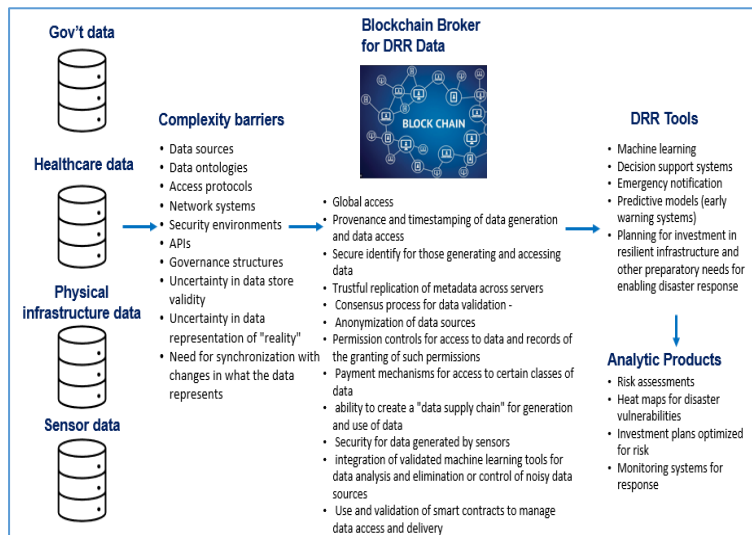 Gov't data
Healthcare data
Physical
infrastructure data
Sensor data
Complexity barriers
• Data sources
• Data ontologies
• Access protocols
• Network systems
• Security environments
• APIs
• Governance structures
• Uncertainty in data store
validity
• Uncertainty in data
representation of "reality"
• Need for synchronization with
changes in what the data
represents
Blockchain Broker
for DRR Data
BLOCK CHAIN
• Global access
• Provenance and timestamping of data generation
and data access
• Secure identify for those generating and accessing
data
• Trustful replication of metadata across servers
• Consensus process for data validation -
• Anonymization of data sources
• Permission controls for access to data and records of
the granting of such permissions
• Payment mechanisms for access to certain classes of
data
• ability to create a "data supply chain" for generation
and use of data
• Security for data generated by sensors
• integration of validated machine learning tools for
data analysis and elimination or control of noisy data
sources
• Use and validation of smart contracts to manage
data access and delivery
DRR Tools
• Machine learning
• Decision support systems
• Emergency notification
• Predictive models (early
warning systems)
• Planning for investment in
resilient infrastructure and
other preparatory needs for
enabling disaster response
Analytic Products
• Risk assessments
• Heat maps for disaster
vulnerabilities
• Investment plans optimized
for risk
• Monitoring systems for
response